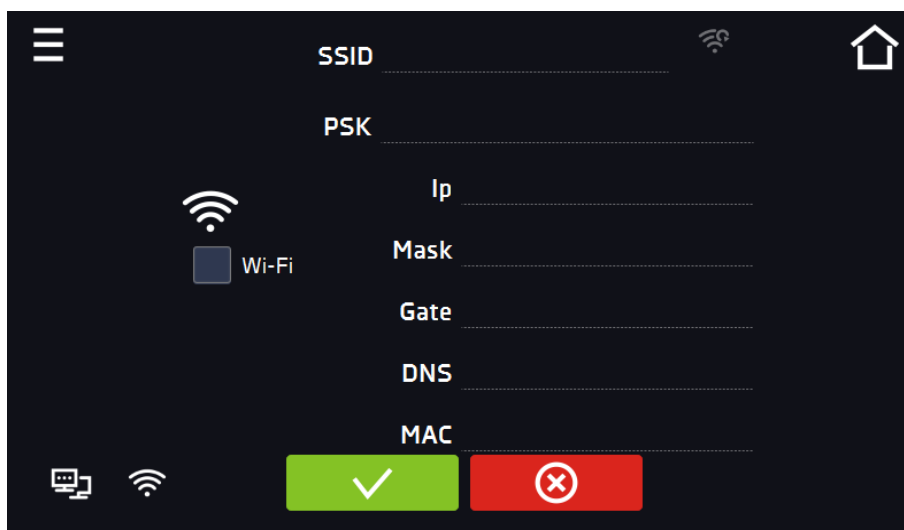 SSID
PSK
Ip
Wi-Fi
Mask
Gate
DNS
MAC